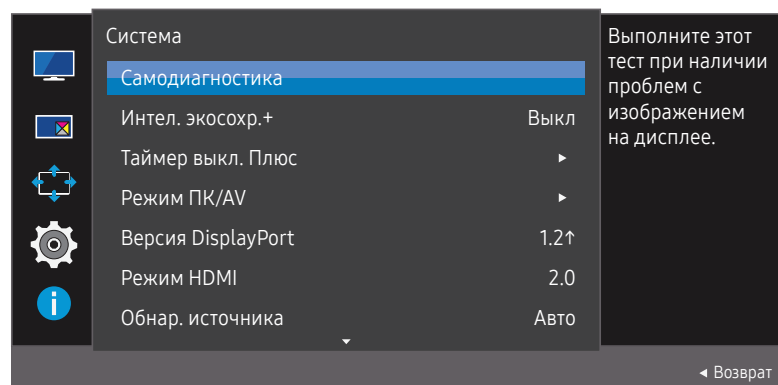 Система
Самодиагностика
Интел. экосохр.+ Выкл
Таймер выкл. Плюс ►
Режим ПК/AV ►
Версия DisplayPort 1.2↑
Режим HDMI 2.0
Обнар. источника Авто
Выполните этот
тест при наличии
проблем с
изображением
на дисплее.
◄ Возврат